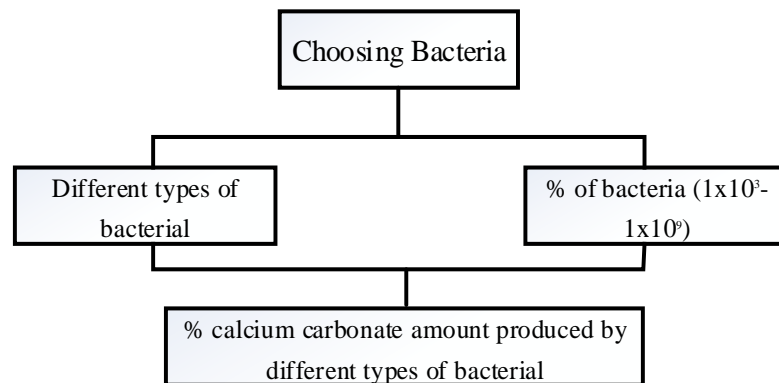 Choosing Bacteria
Different types of
bacterial
% of bacteria (1x10³-
1x10⁹)
% calcium carbonate amount produced by
different types of bacterial